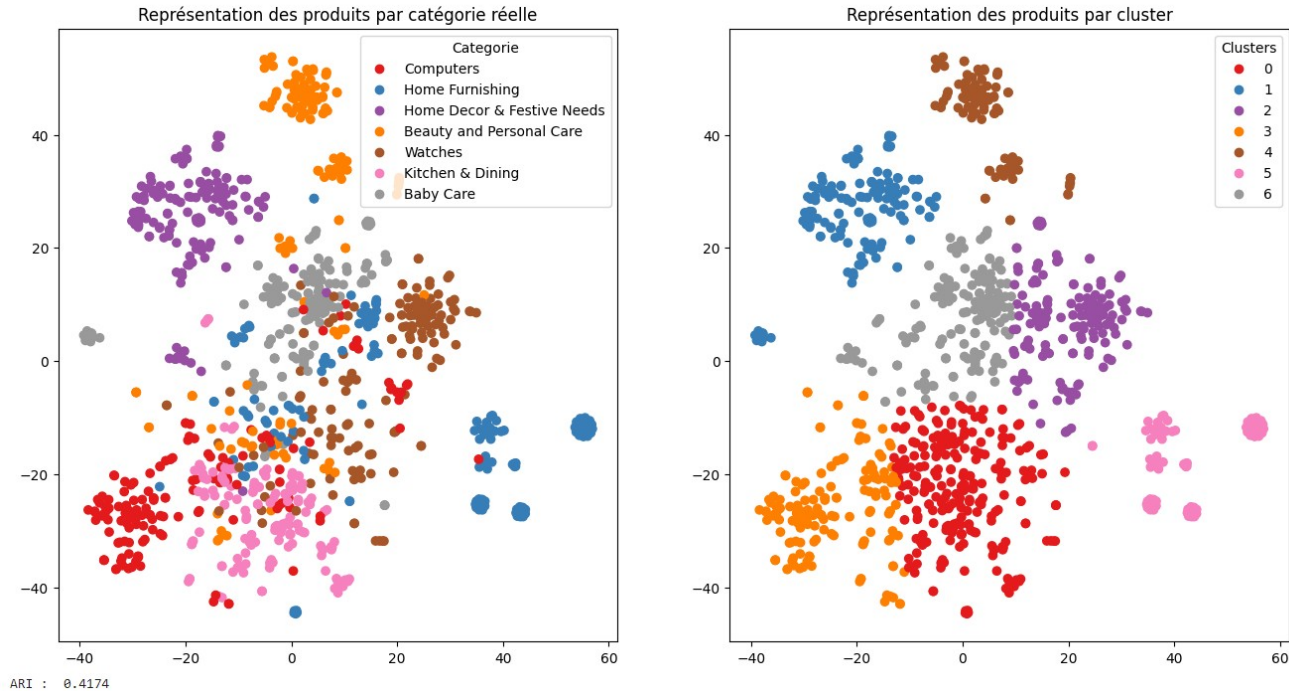 Représentation des produits par catégorie réelle
Categorie
Computers
Home Furnishing
Home Decor & Festive Needs
Beauty and Personal Care
Watches
Kitchen & Dining
Baby Care
40
20
0
−20
−40
−40
−20
0
20
40
60
Représentation des produits par cluster
Clusters
0
1
2
3
4
5
6
40
20
0
−20
−40
−40
−20
0
20
40
60
ARI : 0.4174